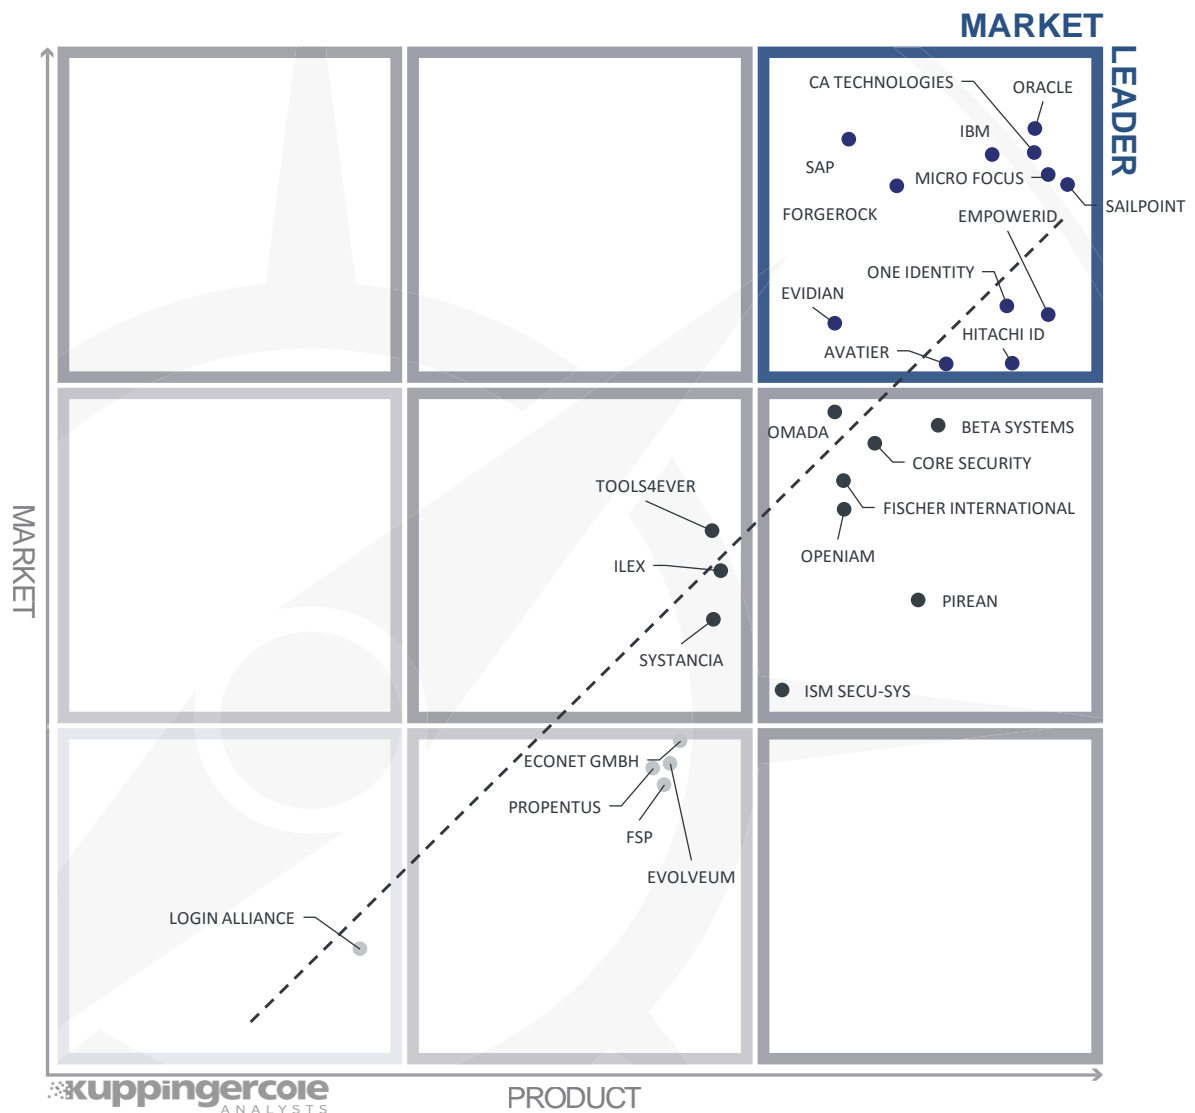 MARKET
LEADER
CA TECHNOLOGIES
ORACLE
IBM
SAP
MICRO FOCUS
SAILPOINT
FORGEROCK
EMPOWERID
ONE IDENTITY
EVIDIAN
HITACHI ID
AVATIER
OMADA
BETA SYSTEMS
CORE SECURITY
TOOLS4EVER
FISCHER INTERNATIONAL
MARKET
OPENIAM
ILEX
PIREAN
SYSTANCIA
ISM SECU-SYS
ECONET GMBH
PROPENTUS
FSP
EVOLVEUM
LOGIN ALLIANCE
kuppingercole
ANALYSTS
PRODUCT